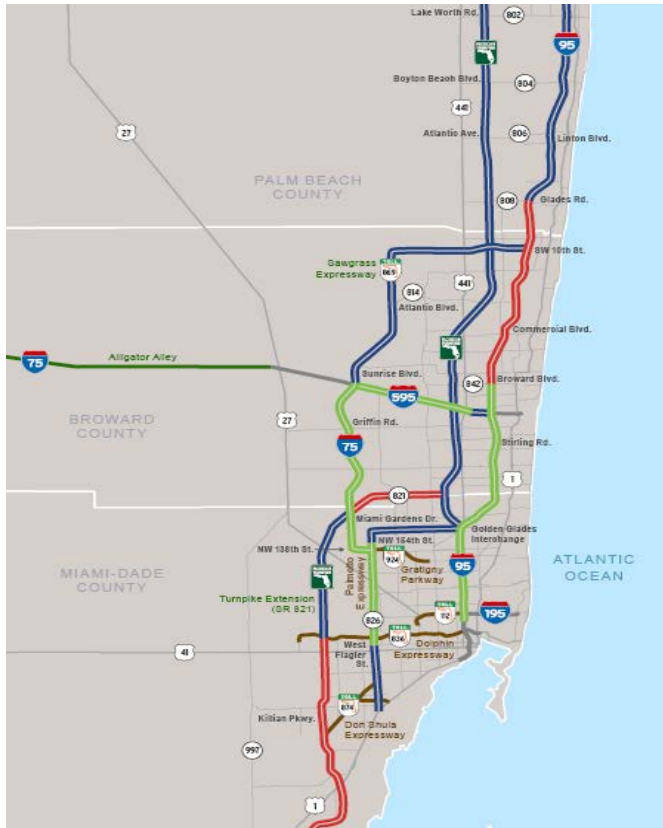 Lake Worth Rd.
802
95
Boyton Beach Blvd.
804
441
27
Atlantic Ave.
806
Linton Blvd.
PALM BEACH
COUNTY
808
Glades Rd.
SW 10th St.
Sawgrass
Expressway
TOLL
869
441
814
Atlantic Blvd.
Commercial Blvd.
75
Alligator Alley
Sunrise Blvd.
842
Broward Blvd.
595
BROWARD
COUNTY
27
Griffin Rd.
75
Stirling Rd.
1
821
Miami Gardens Dr.
Golden Glades
Interchange
NW 138th St.
NW 154th St.
TOLL
924
Gratigny
Parkway
95
ATLANTIC
OCEAN
MIAMI-DADE
COUNTY
Palmetto
Expressway
Turnpike Extension
(SR 821)
826
TOLL
112
195
TOLL
836
41
West
Flagler
St.
Dolphin
Expressway
TOLL
874
Killian Pkwy.
Don Shula
Expressway
997
1